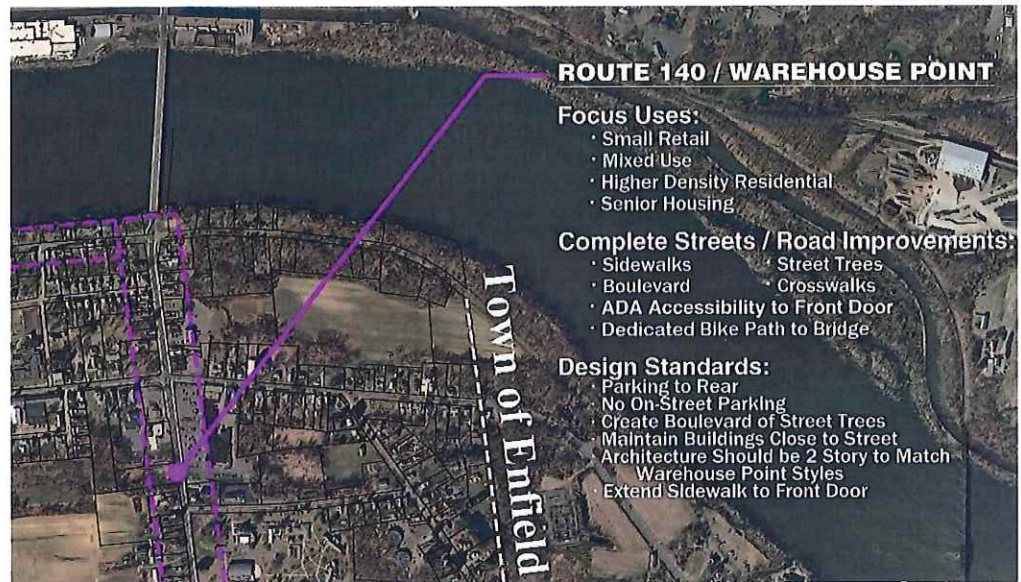 ROUTE 140 / WAREHOUSE POINT
Focus Uses:
· Small Retail
· Mixed Use
· Higher Density Residential
· Senior Housing
Complete Streets / Road Improvements:
· Sidewalks · Street Trees
· Boulevard · Crosswalks
· ADA Accessibility to Front Door
· Dedicated Bike Path to Bridge
Design Standards:
· Parking to Rear
No On-Street Parking
· Create Boulevard of Street Trees
Maintain Buildings Close to Street
· Architecture Should be 2 Story to Match
Warehouse Point Styles
· Extend Sidewalk to Front Door
Town of Enfield